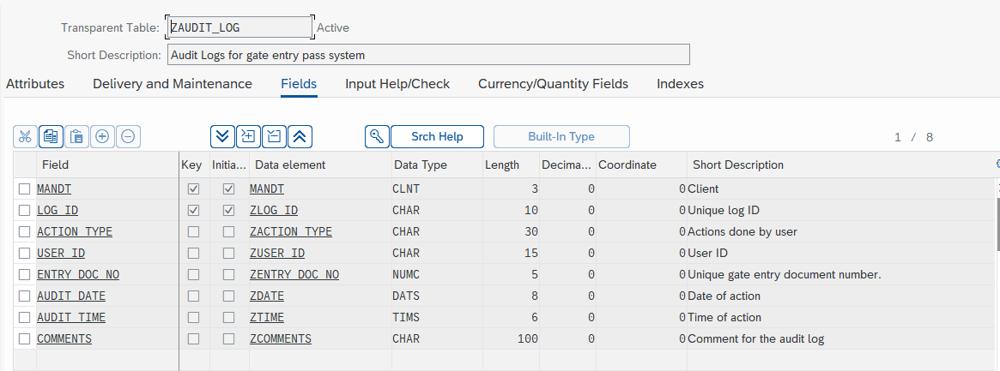 Transparent Table: ZAUDIT_LOG Active
Short Description: Audit Logs for gate entry pass system
Attributes Delivery and Maintenance Fields Input Help/Check Currency/Quantity Fields Indexes
Srch Help Built-In Type 1 / 8
Field Key Initia... Data element Data Type Length Decima... Coordinate Short Description
MANDT MANDT CLNT 3 0 0 Client
LOG_ID ZLOG_ID CHAR 10 0 0 Unique log ID
ACTION_TYPE ZACTION_TYPE CHAR 30 0 0 Actions done by user
USER_ID ZUSER_ID CHAR 15 0 0 User ID
ENTRY_DOC_NO ZENTRY_DOC_NO NUMC 5 0 0 Unique gate entry document number.
AUDIT_DATE ZDATE DATS 8 0 0 Date of action
AUDIT_TIME ZTIME TIMS 6 0 0 Time of action
COMMENTS ZCOMMENTS CHAR 100 0 0 Comment for the audit log